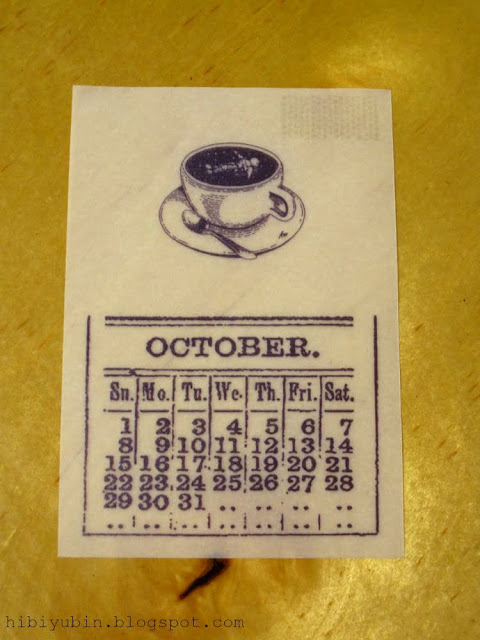 OCTOBER.
Sn. Mo. Tu. We. Th. Fri. Sat.
1 2 3 4 5 6 7
8 9 10 11 12 13 14
15 16 17 18 19 20 21
22 23 24 25 26 27 28
29 30 31 .. .. .. ..
.. .. .. .. .. .. ..
hibiyubin.blogspot.com